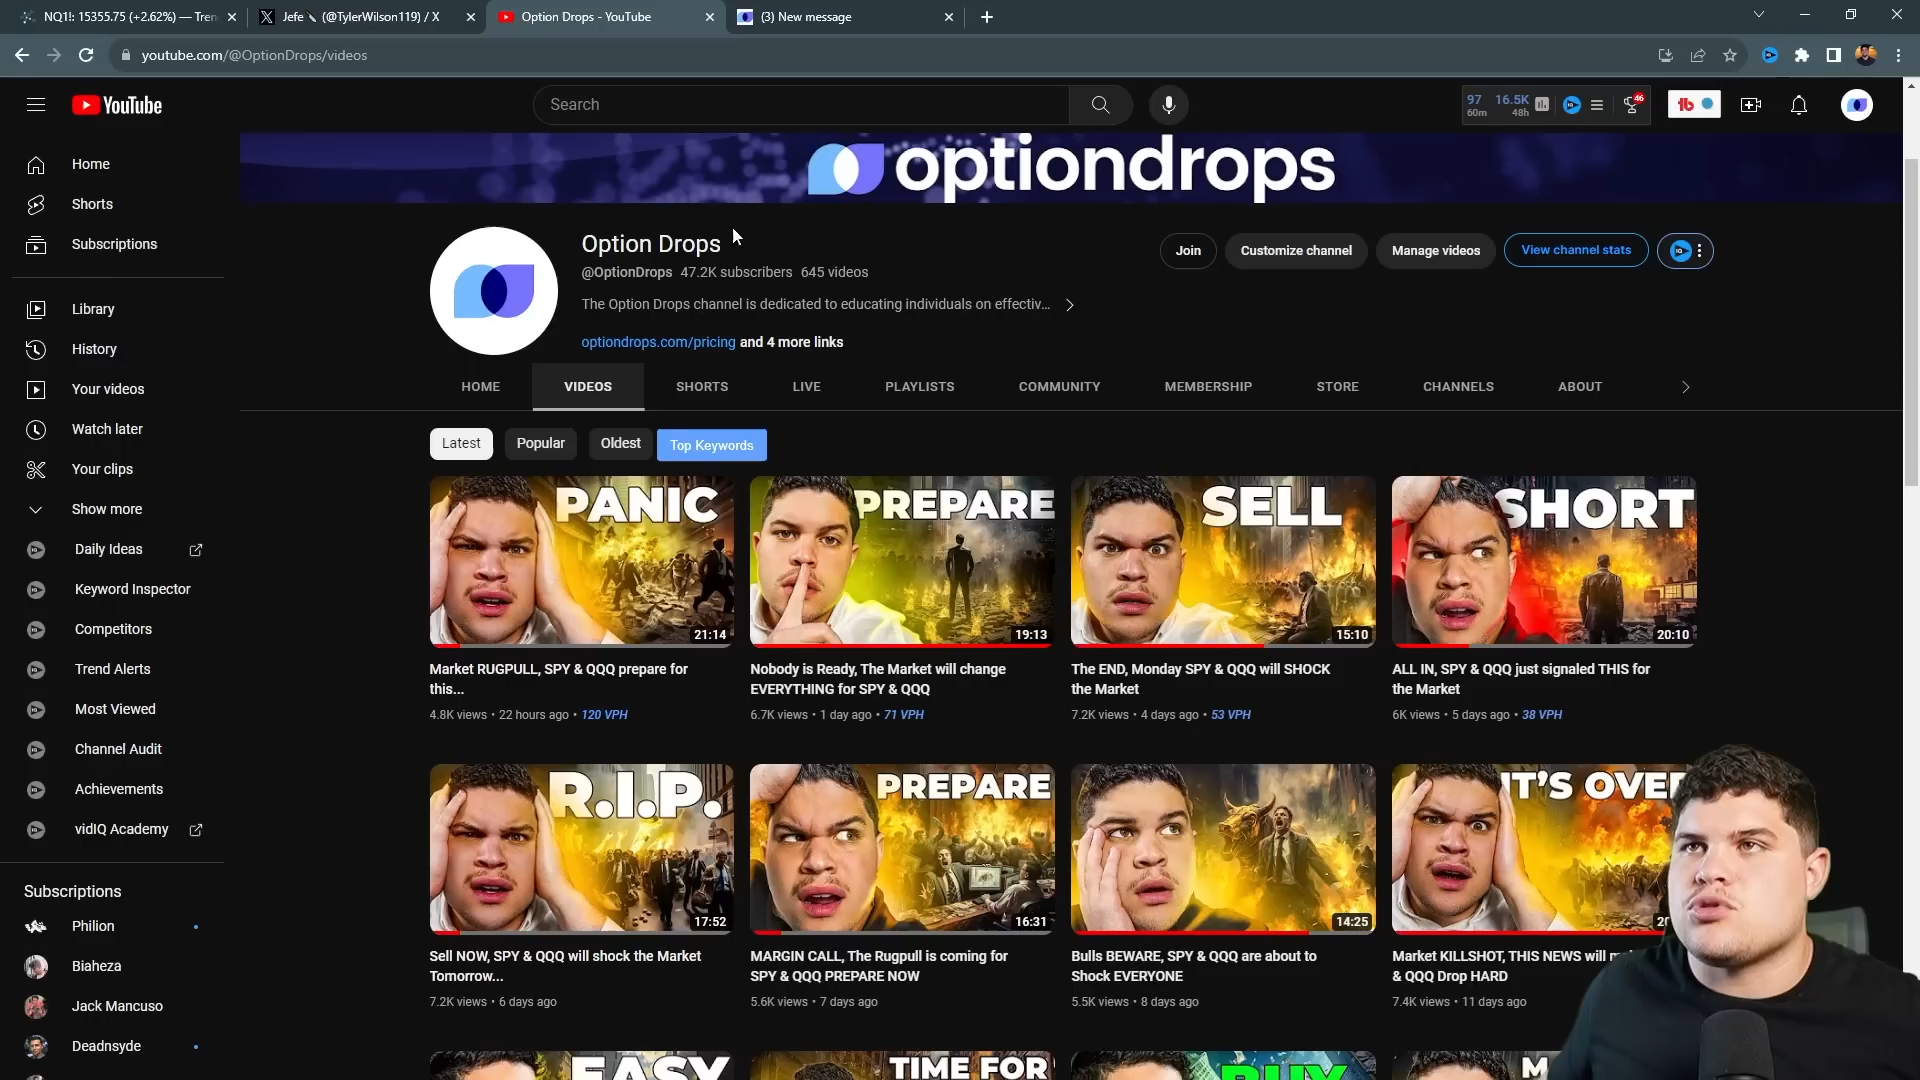 NQ1!: 15355.75 (+2.62%) — Tren
Jefe (@TylerWilson119) / X
Option Drops - YouTube
(3) New message
youtube.com/@OptionDrops/videos
YouTube
Search
97
60m
16.5K
48h
46
tb
optiondrops
Home
Shorts
Subscriptions
Library
History
Your videos
Watch later
Your clips
Show more
Daily Ideas
Keyword Inspector
Competitors
Trend Alerts
Most Viewed
Channel Audit
Achievements
vidIQ Academy
Subscriptions
Philion
Biaheza
Jack Mancuso
Deadnsyde
Option Drops
@OptionDrops 47.2K subscribers 645 videos
The Option Drops channel is dedicated to educating individuals on effectiv...
optiondrops.com/pricing and 4 more links
Join
Customize channel
Manage videos
View channel stats
HOME
VIDEOS
SHORTS
LIVE
PLAYLISTS
COMMUNITY
MEMBERSHIP
STORE
CHANNELS
ABOUT
Latest
Popular
Oldest
Top Keywords
PANIC
21:14
Market RUGPULL, SPY & QQQ prepare for
this...
4.8K views • 22 hours ago • 120 VPH
PREPARE
19:13
Nobody is Ready, The Market will change
EVERYTHING for SPY & QQQ
6.7K views • 1 day ago • 71 VPH
SELL
15:10
The END, Monday SPY & QQQ will SHOCK
the Market
7.2K views • 4 days ago • 53 VPH
SHORT
20:10
ALL IN, SPY & QQQ just signaled THIS for
the Market
6K views • 5 days ago • 38 VPH
R.I.P.
17:52
Sell NOW, SPY & QQQ will shock the Market
Tomorrow...
7.2K views • 6 days ago
PREPARE
16:31
MARGIN CALL, The Rugpull is coming for
SPY & QQQ PREPARE NOW
5.6K views • 7 days ago
14:25
Bulls BEWARE, SPY & QQQ are about to
Shock EVERYONE
5.5K views • 8 days ago
IT'S OVER
Market KILLSHOT, THIS NEWS will
& QQQ Drop HARD
7.4K views • 11 days ago
EASY
TIME FOR
BUY